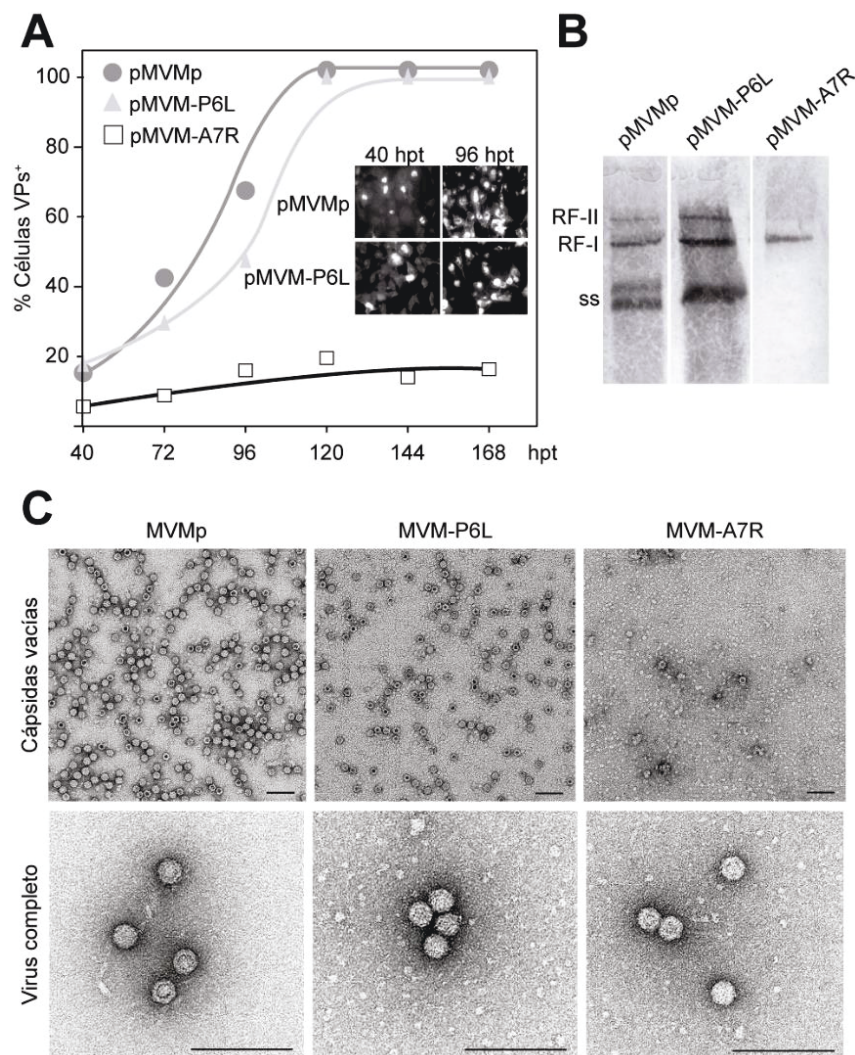 A
% Células VPs⁺
100
80
60
40
20
pMVMp
pMVM-P6L
pMVM-A7R
40 hpt 96 hpt
pMVMp
pMVM-P6L
40 72 96 120 144 168 hpt
B
pMVMp pMVM-P6L pMVM-A7R
RF-II
RF-I
ss
C
MVMp MVM-P6L MVM-A7R
Cápsidas vacías
Virus completo